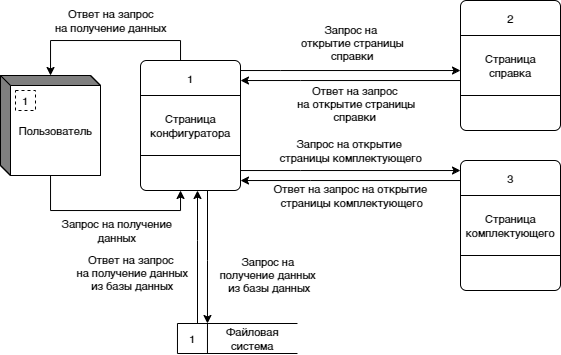 Ответ на запрос
на получение данных
Запрос на
открытие страницы
справки
2
Страница
справка
Ответ на запрос
на открытие страницы
справки
1
Пользователь
1
Страница
конфигуратора
Запрос на открытие
страницы комплектующего
Ответ на запрос на открытие
страницы комплектующего
3
Страница
комплектующего
Запрос на получение
данных
Ответ на запрос
на получение данных
из базы данных
Запрос на
получение данных
из базы данных
1
Файловая
система